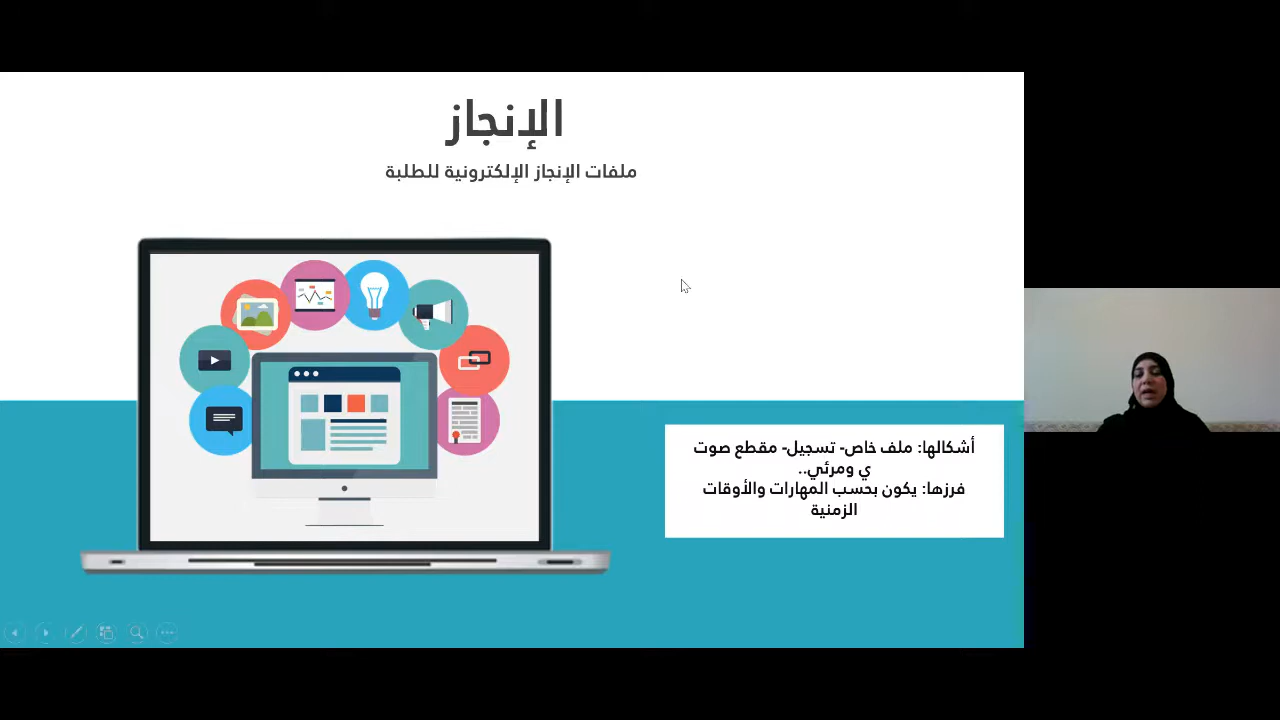 الإنجاز
ملفات الإنجاز الإلكترونية للطلبة
أشكالها: ملف خاص- تسجيل- مقطع صوت
ي ومرئي..
فرزها: يكون بحسب المهارات والأوقات
الزمنية